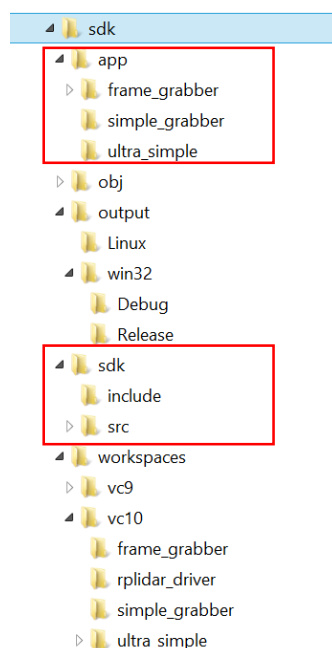 sdk
app
frame_grabber
simple_grabber
ultra_simple
obj
output
Linux
win32
Debug
Release
sdk
include
src
workspaces
vc9
vc10
frame_grabber
rplidar_driver
simple_grabber
ultra simple